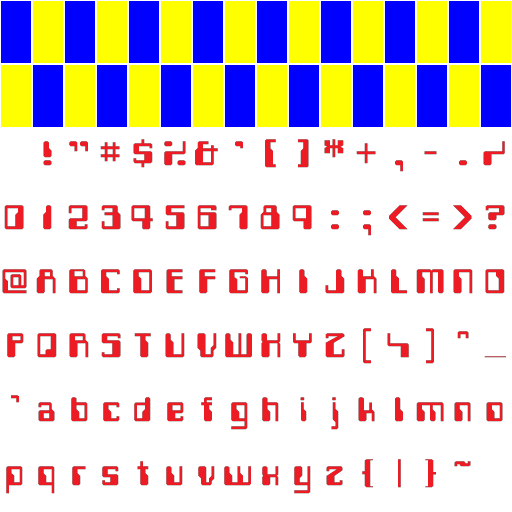 ! " # $ % & ' [ ] * + , - . /
0 1 2 3 4 5 6 7 8 9 : ; < = > ?
@ A B C D E F G H I J K L M N O
P Q R S T U V W X Y Z [ \ ] ^ _
` a b c d e f g h i j k l m n o
p q r s t u v w x y z { | } ~